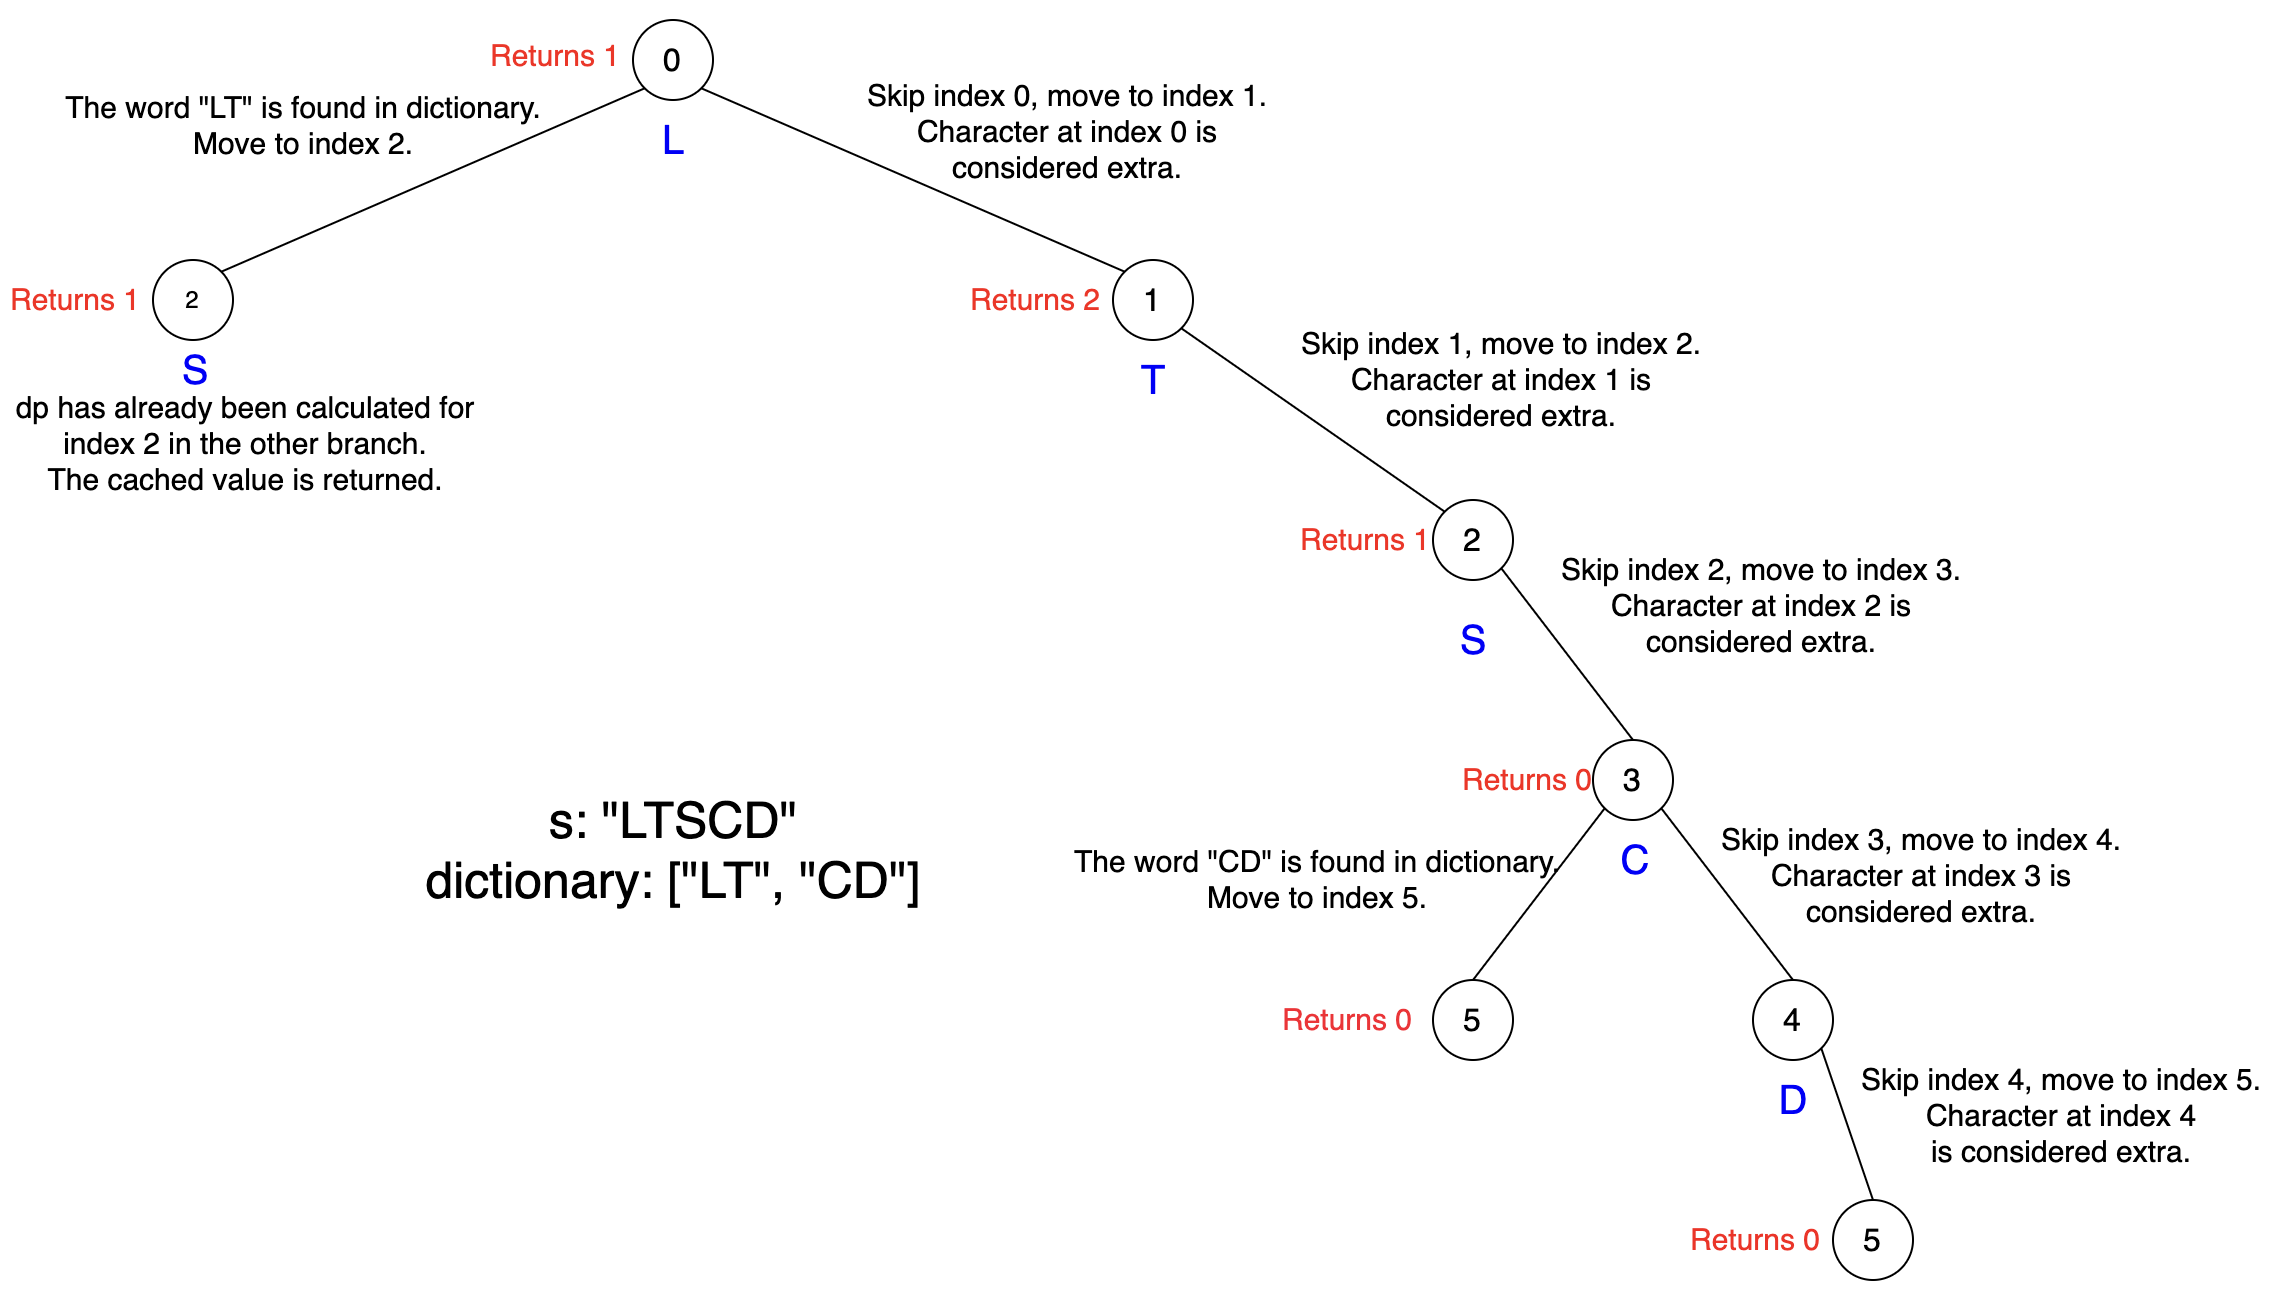 Returns 1
0
The word "LT" is found in dictionary.
Move to index 2.
L
Skip index 0, move to index 1.
Character at index 0 is
considered extra.
Returns 1
2
S
dp has already been calculated for
index 2 in the other branch.
The cached value is returned.
Returns 2
1
T
Skip index 1, move to index 2.
Character at index 1 is
considered extra.
Returns 1
2
S
Skip index 2, move to index 3.
Character at index 2 is
considered extra.
Returns 0
3
C
The word "CD" is found in dictionary.
Move to index 5.
Skip index 3, move to index 4.
Character at index 3 is
considered extra.
s: "LTSCD"
dictionary: ["LT", "CD"]
Returns 0
5
4
D
Skip index 4, move to index 5.
Character at index 4
is considered extra.
Returns 0
5